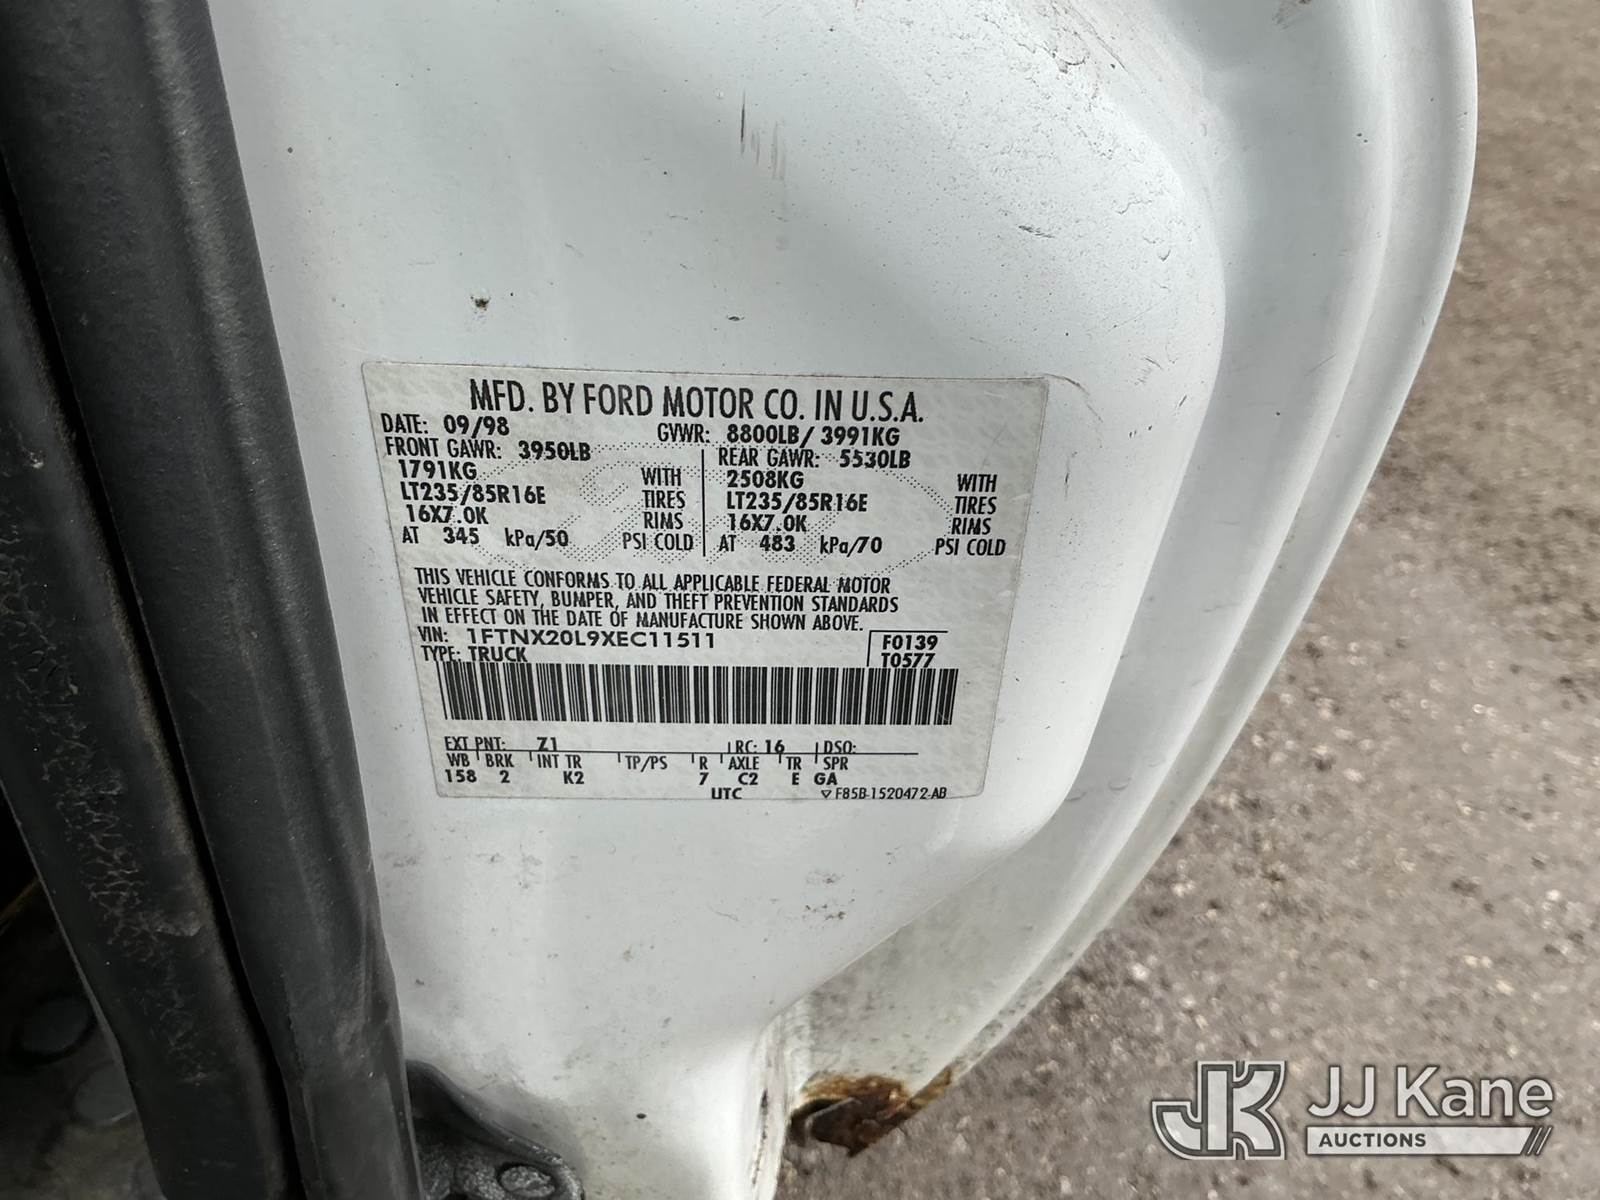 MFD. BY FORD MOTOR CO. IN U.S.A.
DATE: 09/98 GVWR: 8800LB/ 3991KG
FRONT GAWR: 3950LB REAR GAWR: 5530LB
1791KG WITH 2508KG WITH
LT235/85R16E TIRES LT235/85R16E TIRES
16X7.0K RIMS 16X7.0K RIMS
AT 345 kPa/50 PSI COLD AT 483 kPa/70 PSI COLD
THIS VEHICLE CONFORMS TO ALL APPLICABLE FEDERAL MOTOR
VEHICLE SAFETY, BUMPER, AND THEFT PREVENTION STANDARDS
IN EFFECT ON THE DATE OF MANUFACTURE SHOWN ABOVE.
VIN: 1FTNX20L9XEC11511 F0139
TYPE: TRUCK T0577
EXT PNT: Z1 RC: 16 DSO:
WB BRK INT TR TP/PS R AXLE TR SPR
158 2 K2 7 C2 E GA
UTC ▽ F85B-1520472-AB
JK JJ Kane
AUCTIONS